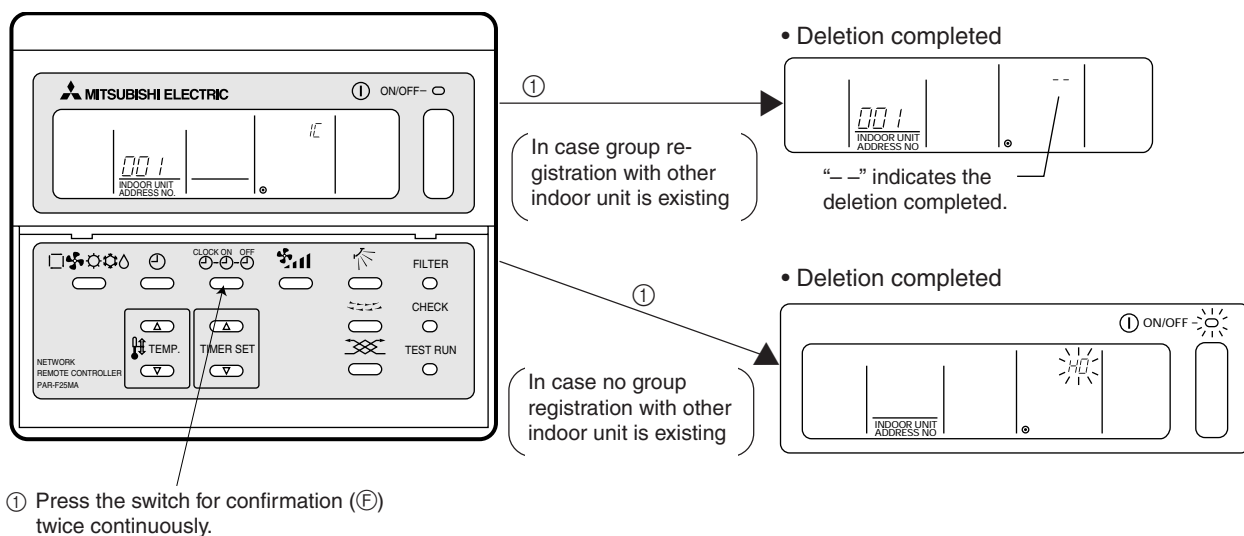 MITSUBISHI ELECTRIC
ON/OFF
1C
001
INDOOR UNIT
ADDRESS NO.
CLOCK ON OFF
FILTER
CHECK
TEMP.
TIMER SET
TEST RUN
NETWORK
REMOTE CONTROLLER
PAR-F25MA
①
In case group re-
gistration with other
indoor unit is existing
• Deletion completed
--
001
INDOOR UNIT
ADDRESS NO
“– –” indicates the
deletion completed.
①
In case no group
registration with other
indoor unit is existing
• Deletion completed
ON/OFF
H0
INDOOR UNIT
ADDRESS NO
① Press the switch for confirmation (Ⓕ)
twice continuously.